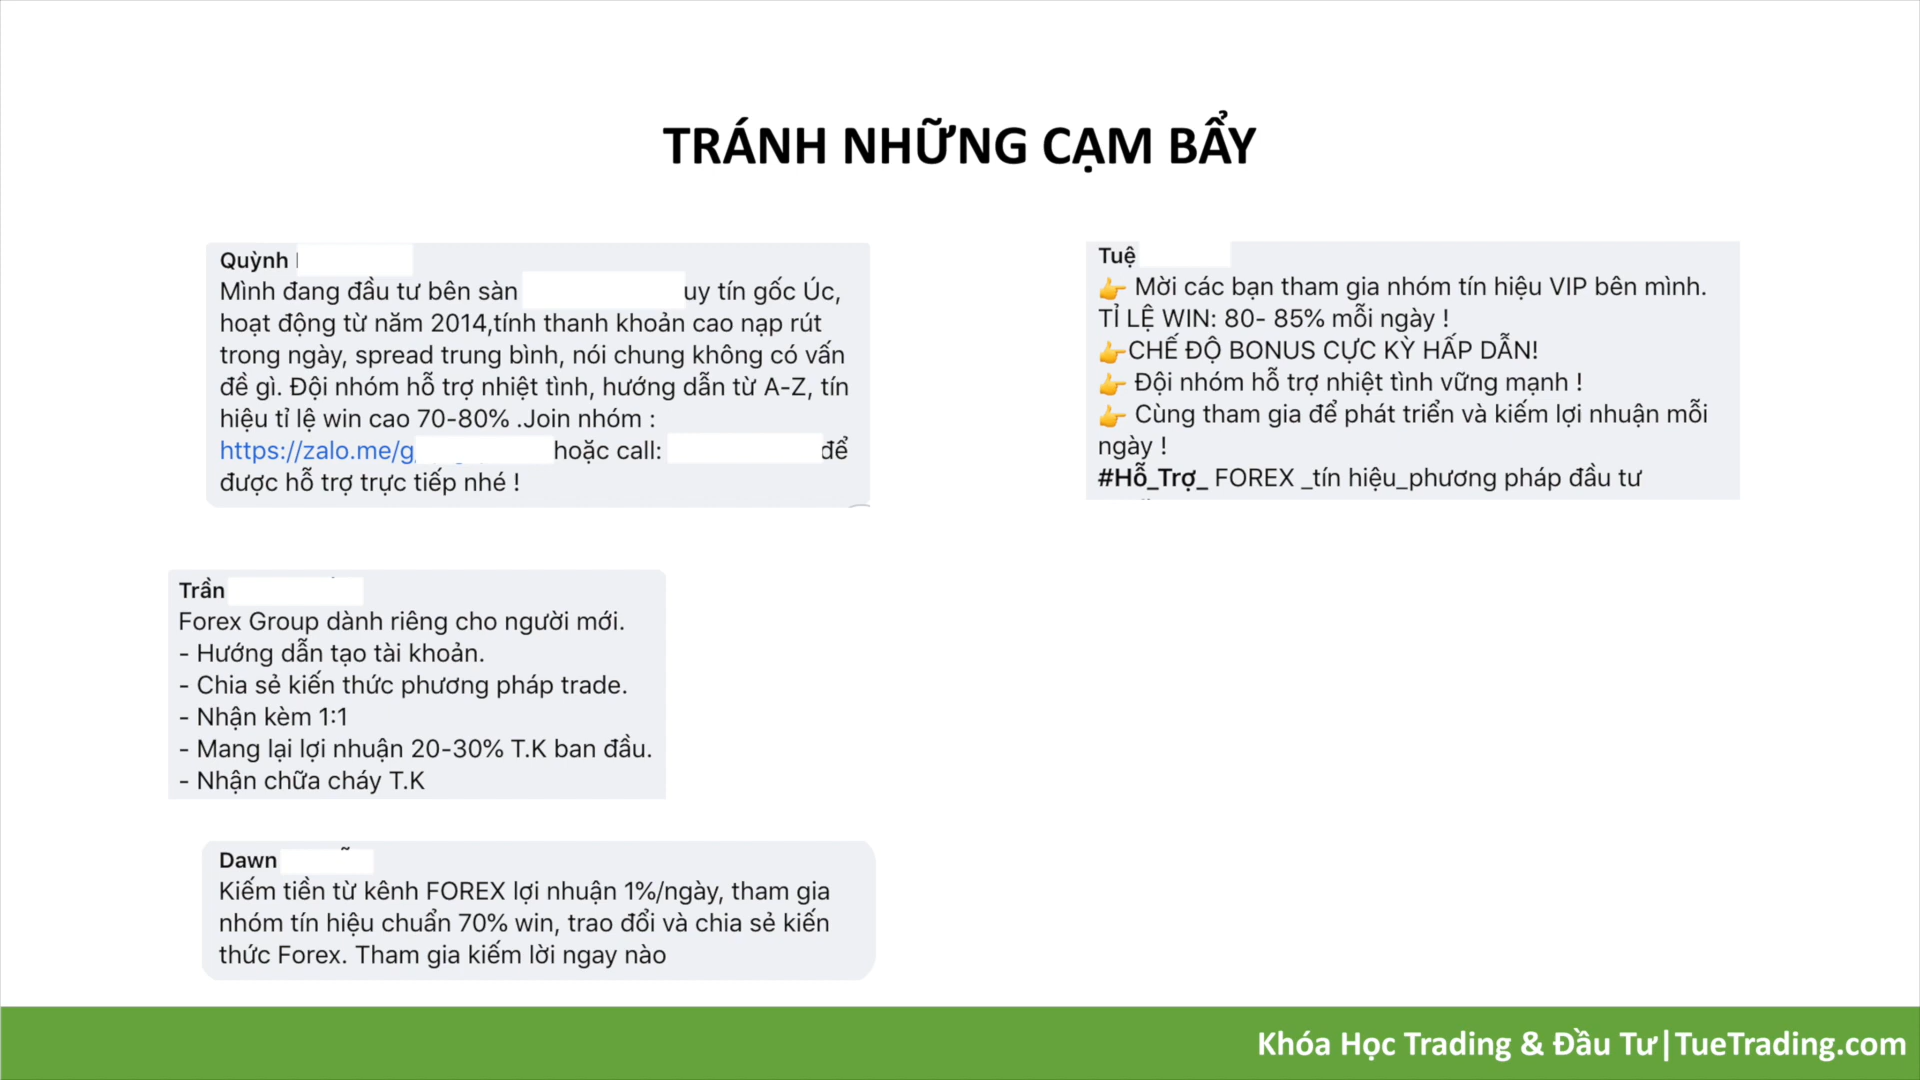 TRÁNH NHỮNG CẠM BẨY
Quỳnh
Mình đang đầu tư bên sàn uy tín gốc Úc,
hoạt động từ năm 2014,tính thanh khoản cao nạp rút
trong ngày, spread trung bình, nói chung không có vấn
đề gì. Đội nhóm hỗ trợ nhiệt tình, hướng dẫn từ A-Z, tín
hiệu tỉ lệ win cao 70-80% .Join nhóm :
https://zalo.me/g hoặc call: để
được hỗ trợ trực tiếp nhé !
Tuệ
👉 Mời các bạn tham gia nhóm tín hiệu VIP bên mình.
TỈ LỆ WIN: 80- 85% mỗi ngày !
👉CHẾ ĐỘ BONUS CỰC KỲ HẤP DẪN!
👉 Đội nhóm hỗ trợ nhiệt tình vững mạnh !
👉 Cùng tham gia để phát triển và kiếm lợi nhuận mỗi
ngày !
#Hỗ_Trợ_ FOREX _tín hiệu_phương pháp đầu tư
Trần
Forex Group dành riêng cho người mới.
- Hướng dẫn tạo tài khoản.
- Chia sẻ kiến thức phương pháp trade.
- Nhận kèm 1:1
- Mang lại lợi nhuận 20-30% T.K ban đầu.
- Nhận chữa cháy T.K
Dawn
Kiếm tiền từ kênh FOREX lợi nhuận 1%/ngày, tham gia
nhóm tín hiệu chuẩn 70% win, trao đổi và chia sẻ kiến
thức Forex. Tham gia kiếm lời ngay nào
Khóa Học Trading & Đầu Tư|TueTrading.com